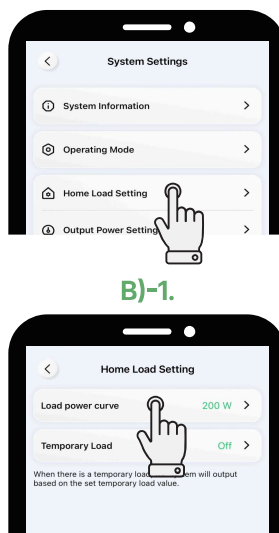 System Settings
System Information
Operating Mode
Home Load Setting
Output Power Setting
B)-1.
Home Load Setting
Load power curve 200 W
Temporary Load Off
When there is a temporary load em will output
based on the set temporary load value.